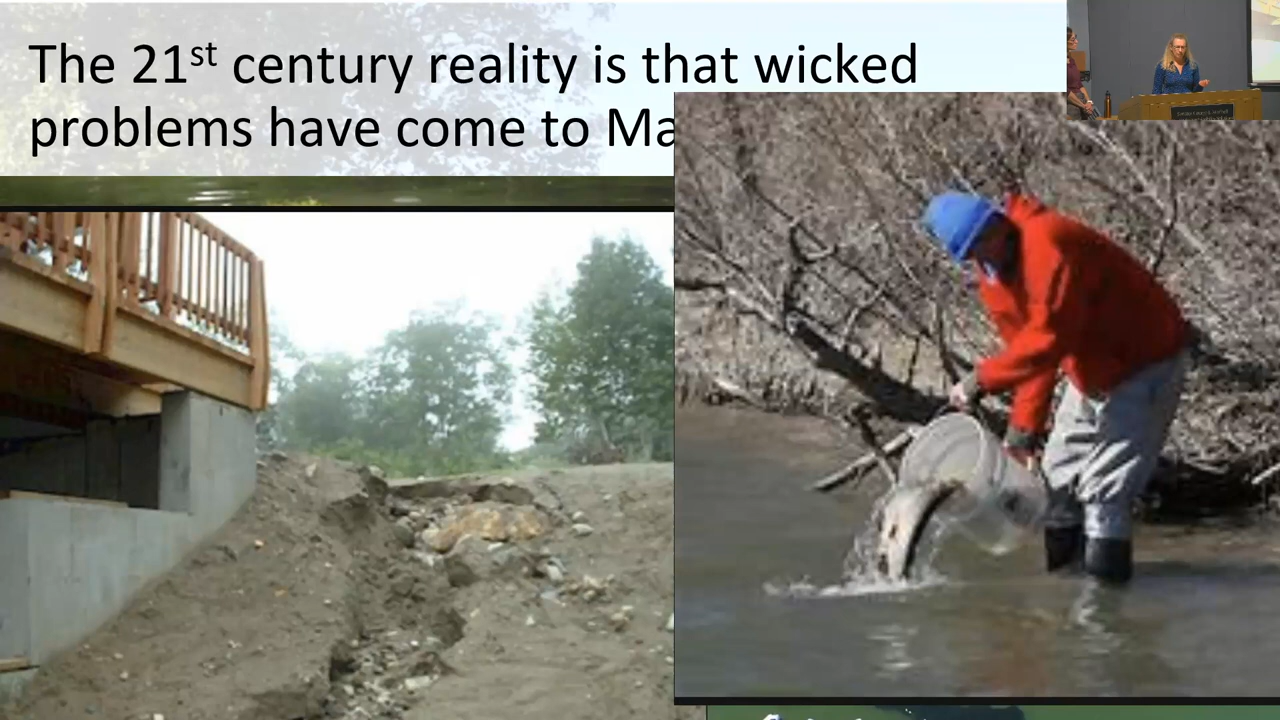 The 21st century reality is that wicked
problems have come to Ma